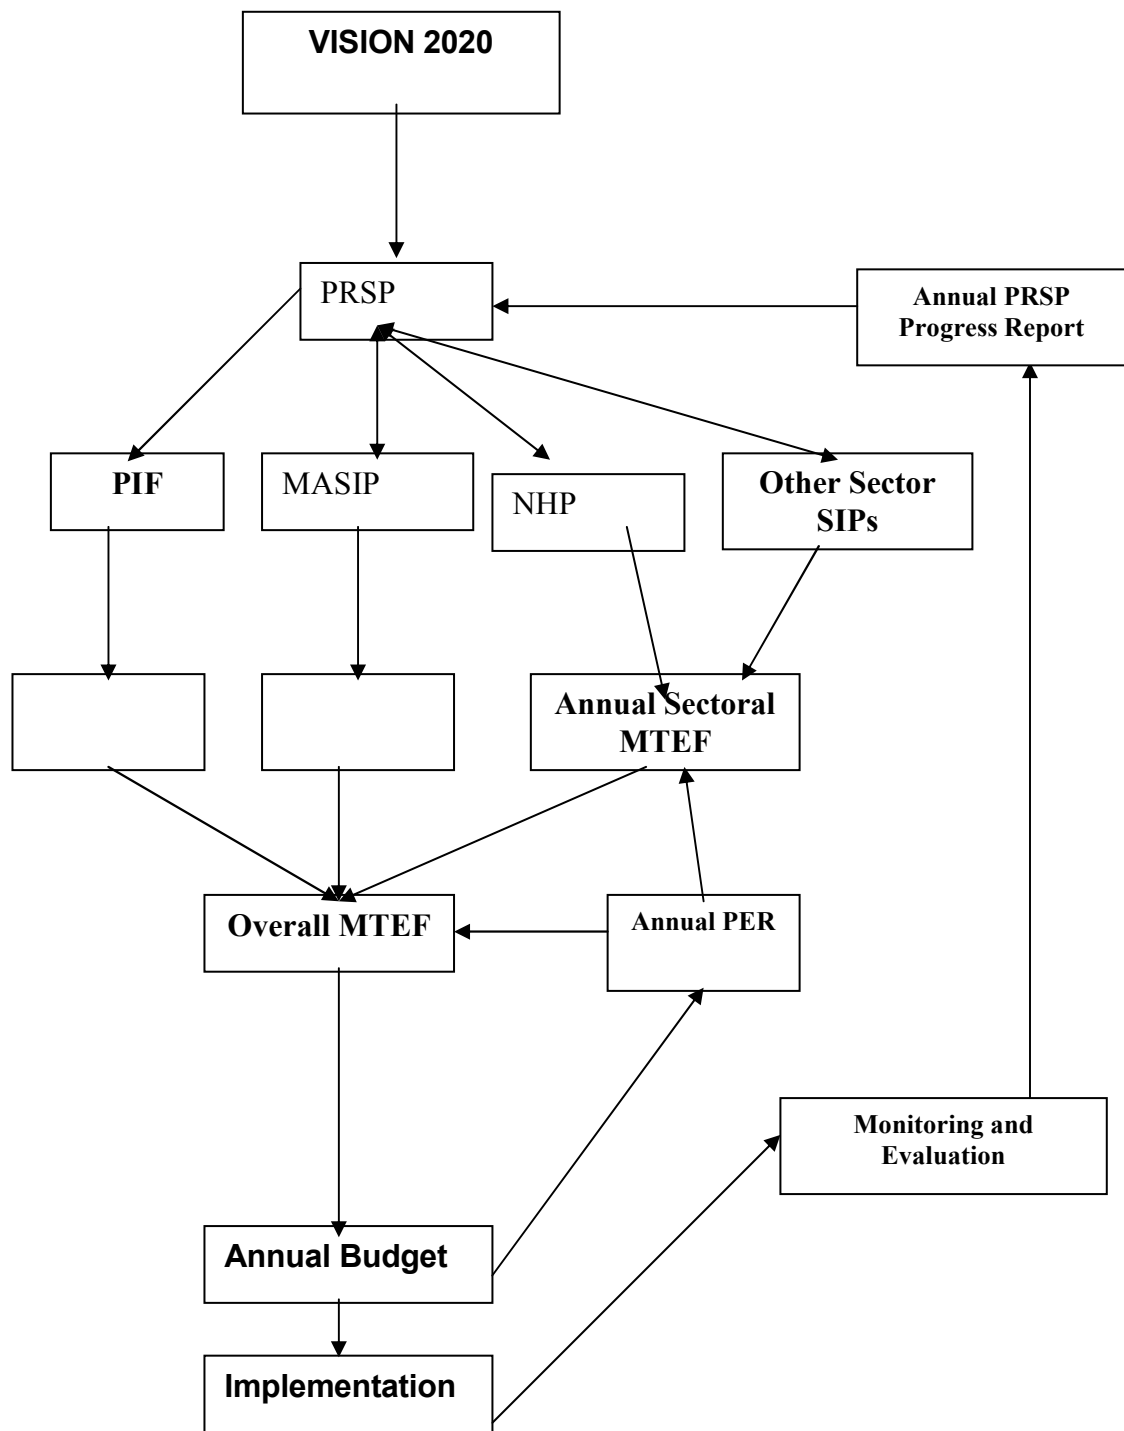 VISION 2020
PRSP
Annual PRSP
Progress Report
PIF
MASIP
NHP
Other Sector
SIPs
Annual Sectoral
MTEF
Overall MTEF
Annual PER
Monitoring and
Evaluation
Annual Budget
Implementation